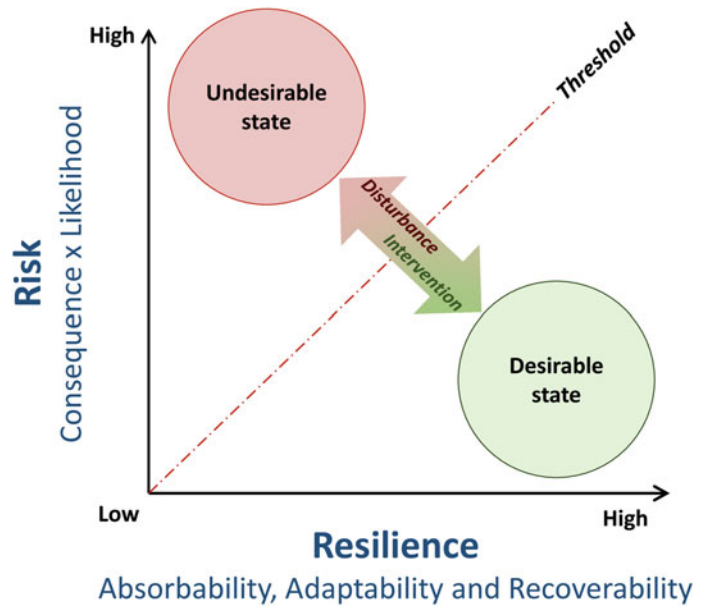 High
Undesirable
state
Threshold
Disturbance
Intervention
Risk
Consequence x Likelihood
Desirable
state
Low
High
Resilience
Absorbability, Adaptability and Recoverability